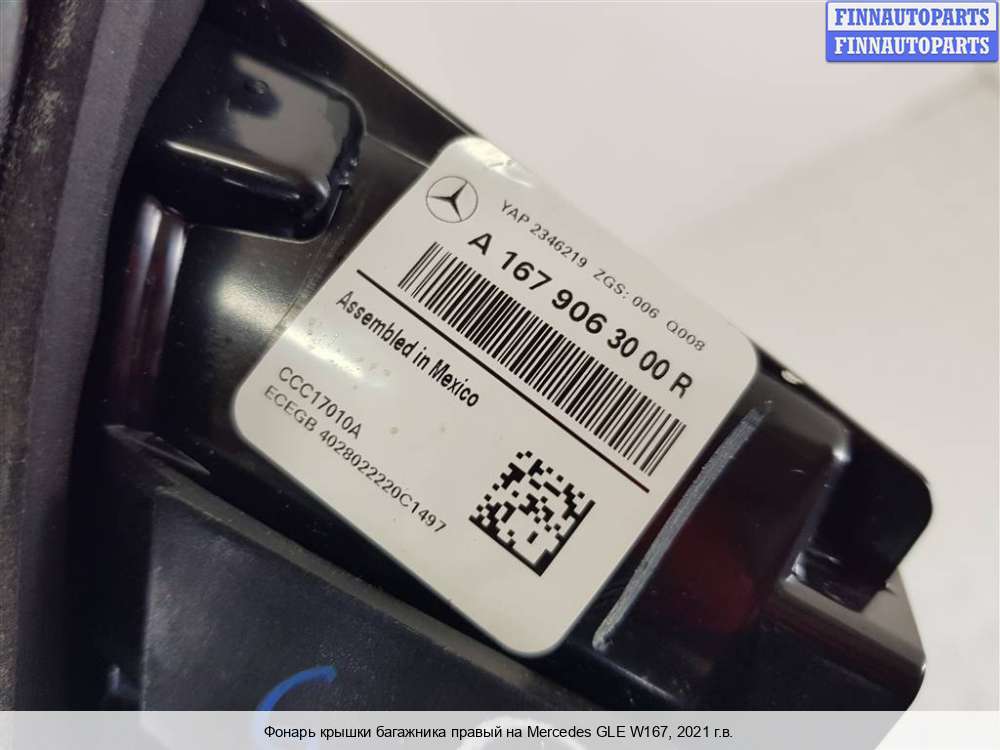 FINNAUTOPARTS
FINNAUTOPARTS
YAP 2346219 ZGS: 006 Q008
A 167 906 30 00 R
Assembled in Mexico
CCC17010A
ECEGB 4028022220C1497
Фонарь крышки багажника правый на Mercedes GLE W167, 2021 г.в.